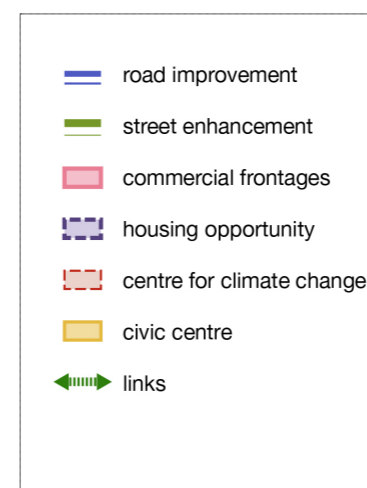 road improvement
street enhancement
commercial frontages
housing opportunity
centre for climate change
civic centre
links